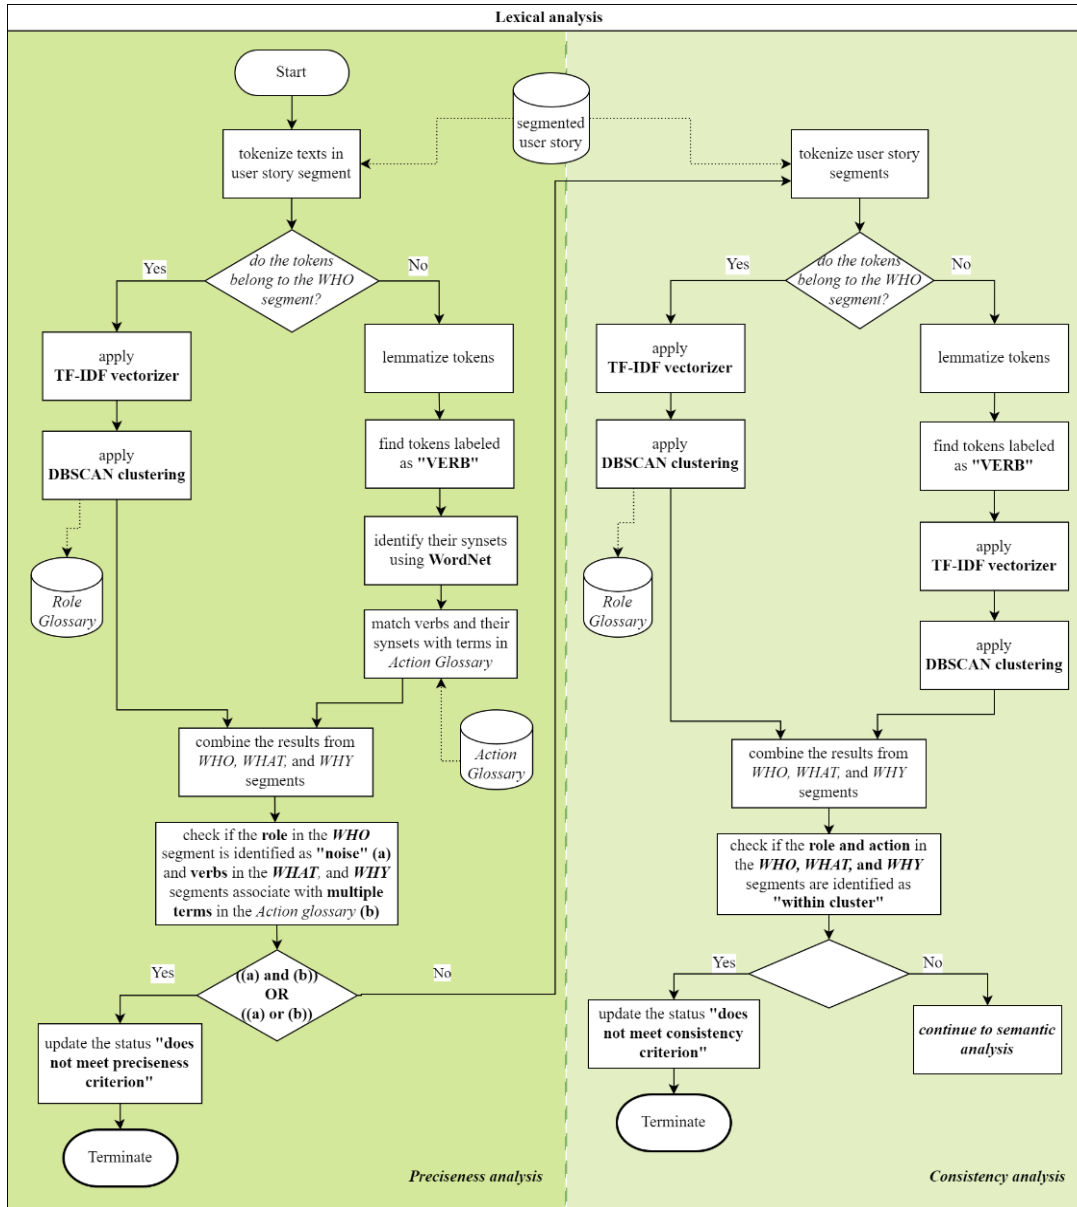 Lexical analysis
Start
segmented
user story
tokenize texts in
user story segment
Yes
do the tokens
belong to the WHO
segment?
No
apply
TF-IDF vectorizer
lemmatize tokens
apply
DBSCAN clustering
find tokens labeled
as "VERB"
identify their synsets
using WordNet
Role
Glossary
match verbs and their
synsets with terms in
Action Glossary
Action
Glossary
combine the results from
WHO, WHAT, and WHY
segments
check if the role in the WHO
segment is identified as "noise" (a)
and verbs in the WHAT, and WHY
segments associate with multiple
terms in the Action glossary (b)
Yes
((a) and (b))
OR
((a) or (b))
No
update the status "does
not meet preciseness
criterion"
Terminate
Preciseness analysis
tokenize user story
segments
Yes
do the tokens
belong to the WHO
segment?
No
apply
TF-IDF vectorizer
lemmatize tokens
apply
DBSCAN clustering
find tokens labeled
as "VERB"
apply
TF-IDF vectorizer
Role
Glossary
apply
DBSCAN clustering
combine the results from
WHO, WHAT, and WHY
segments
check if the role and action in
the WHO, WHAT, and WHY
segments are identified as
"within cluster"
Yes
No
update the status "does
not meet consistency
criterion"
continue to semantic
analysis
Terminate
Consistency analysis